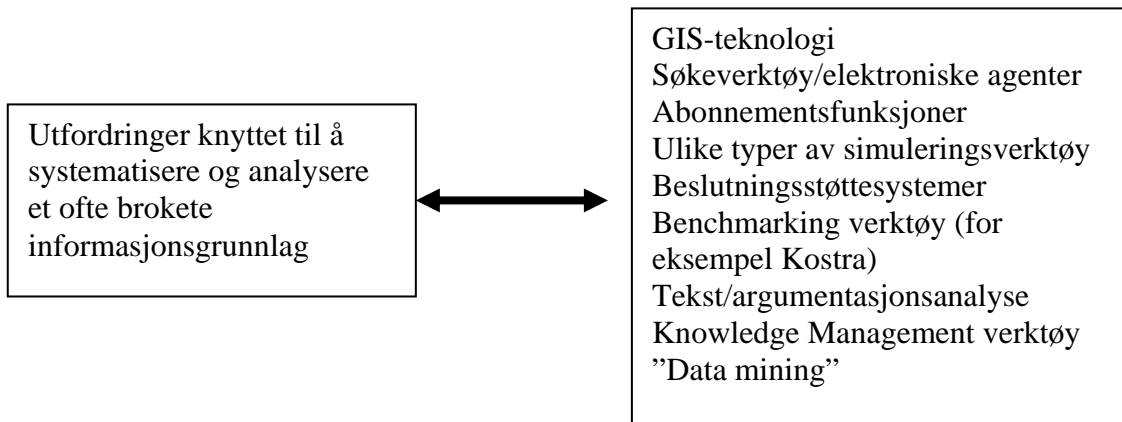 Utfordringer knyttet til å
systematisere og analysere
et ofte brokete
informasjonsgrunnlag
GIS-teknologi
Søkeverktøy/elektroniske agenter
Abonnementsfunksjoner
Ulike typer av simuleringsverktøy
Beslutningsstøttesystemer
Benchmarking verktøy (for
eksempel Kostra)
Tekst/argumentasjonsanalyse
Knowledge Management verktøy
”Data mining”